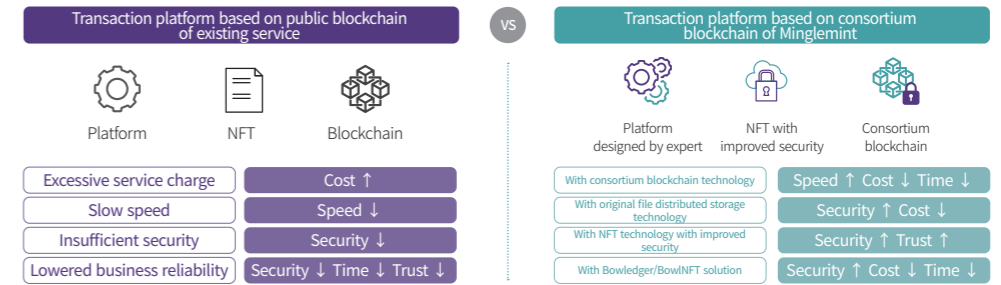 Transaction platform based on public blockchain
of existing service
VS
Transaction platform based on consortium
blockchain of Minglemint
Platform
NFT
Blockchain
Platform
designed by expert
NFT with
improved security
Consortium
blockchain
Excessive service charge
Cost ↑
Slow speed
Speed ↓
Insufficient security
Security ↓
Lowered business reliability
Security ↓ Time ↓ Trust ↓
With consortium blockchain technology
Speed ↑ Cost ↓ Time ↓
With original file distributed storage
technology
Security ↑ Cost ↓
With NFT technology with improved
security
Security ↑ Trust ↑
With Bowledger/BowlNFT solution
Security ↑ Cost ↓ Time ↓